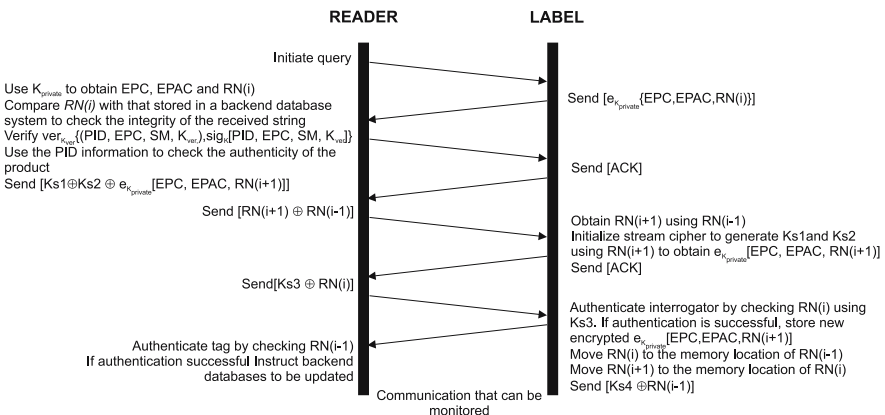 READER LABEL
Initiate query
Use Kprivate to obtain EPC, EPAC and RN(i)
Compare RN(i) with that stored in a backend database
system to check the integrity of the received string
Verify verKver{(PID, EPC, SM, Kver),sigK[PID, EPC, SM, Kver]}
Use the PID information to check the authenticity of the
product
Send [Ks1⊕Ks2 ⊕ eKprivate[EPC, EPAC, RN(i+1)]]
Send [eKprivate{EPC,EPAC,RN(i)}]
Send [ACK]
Send [RN(i+1) ⊕ RN(i-1)]
Obtain RN(i+1) using RN(i-1)
Initialize stream cipher to generate Ks1and Ks2
using RN(i+1) to obtain eKprivate[EPC, EPAC, RN(i+1)]
Send [ACK]
Send[Ks3 ⊕ RN(i)]
Authenticate interrogator by checking RN(i) using
Ks3. If authentication is successful, store new
encrypted eKprivate[EPC,EPAC,RN(i+1)]
Move RN(i) to the memory location of RN(i-1)
Move RN(i+1) to the memory location of RN(i)
Send [Ks4 ⊕RN(i-1)]
Authenticate tag by checking RN(i-1)
If authentication successful Instruct backend
databases to be updated
Communication that can be
monitored